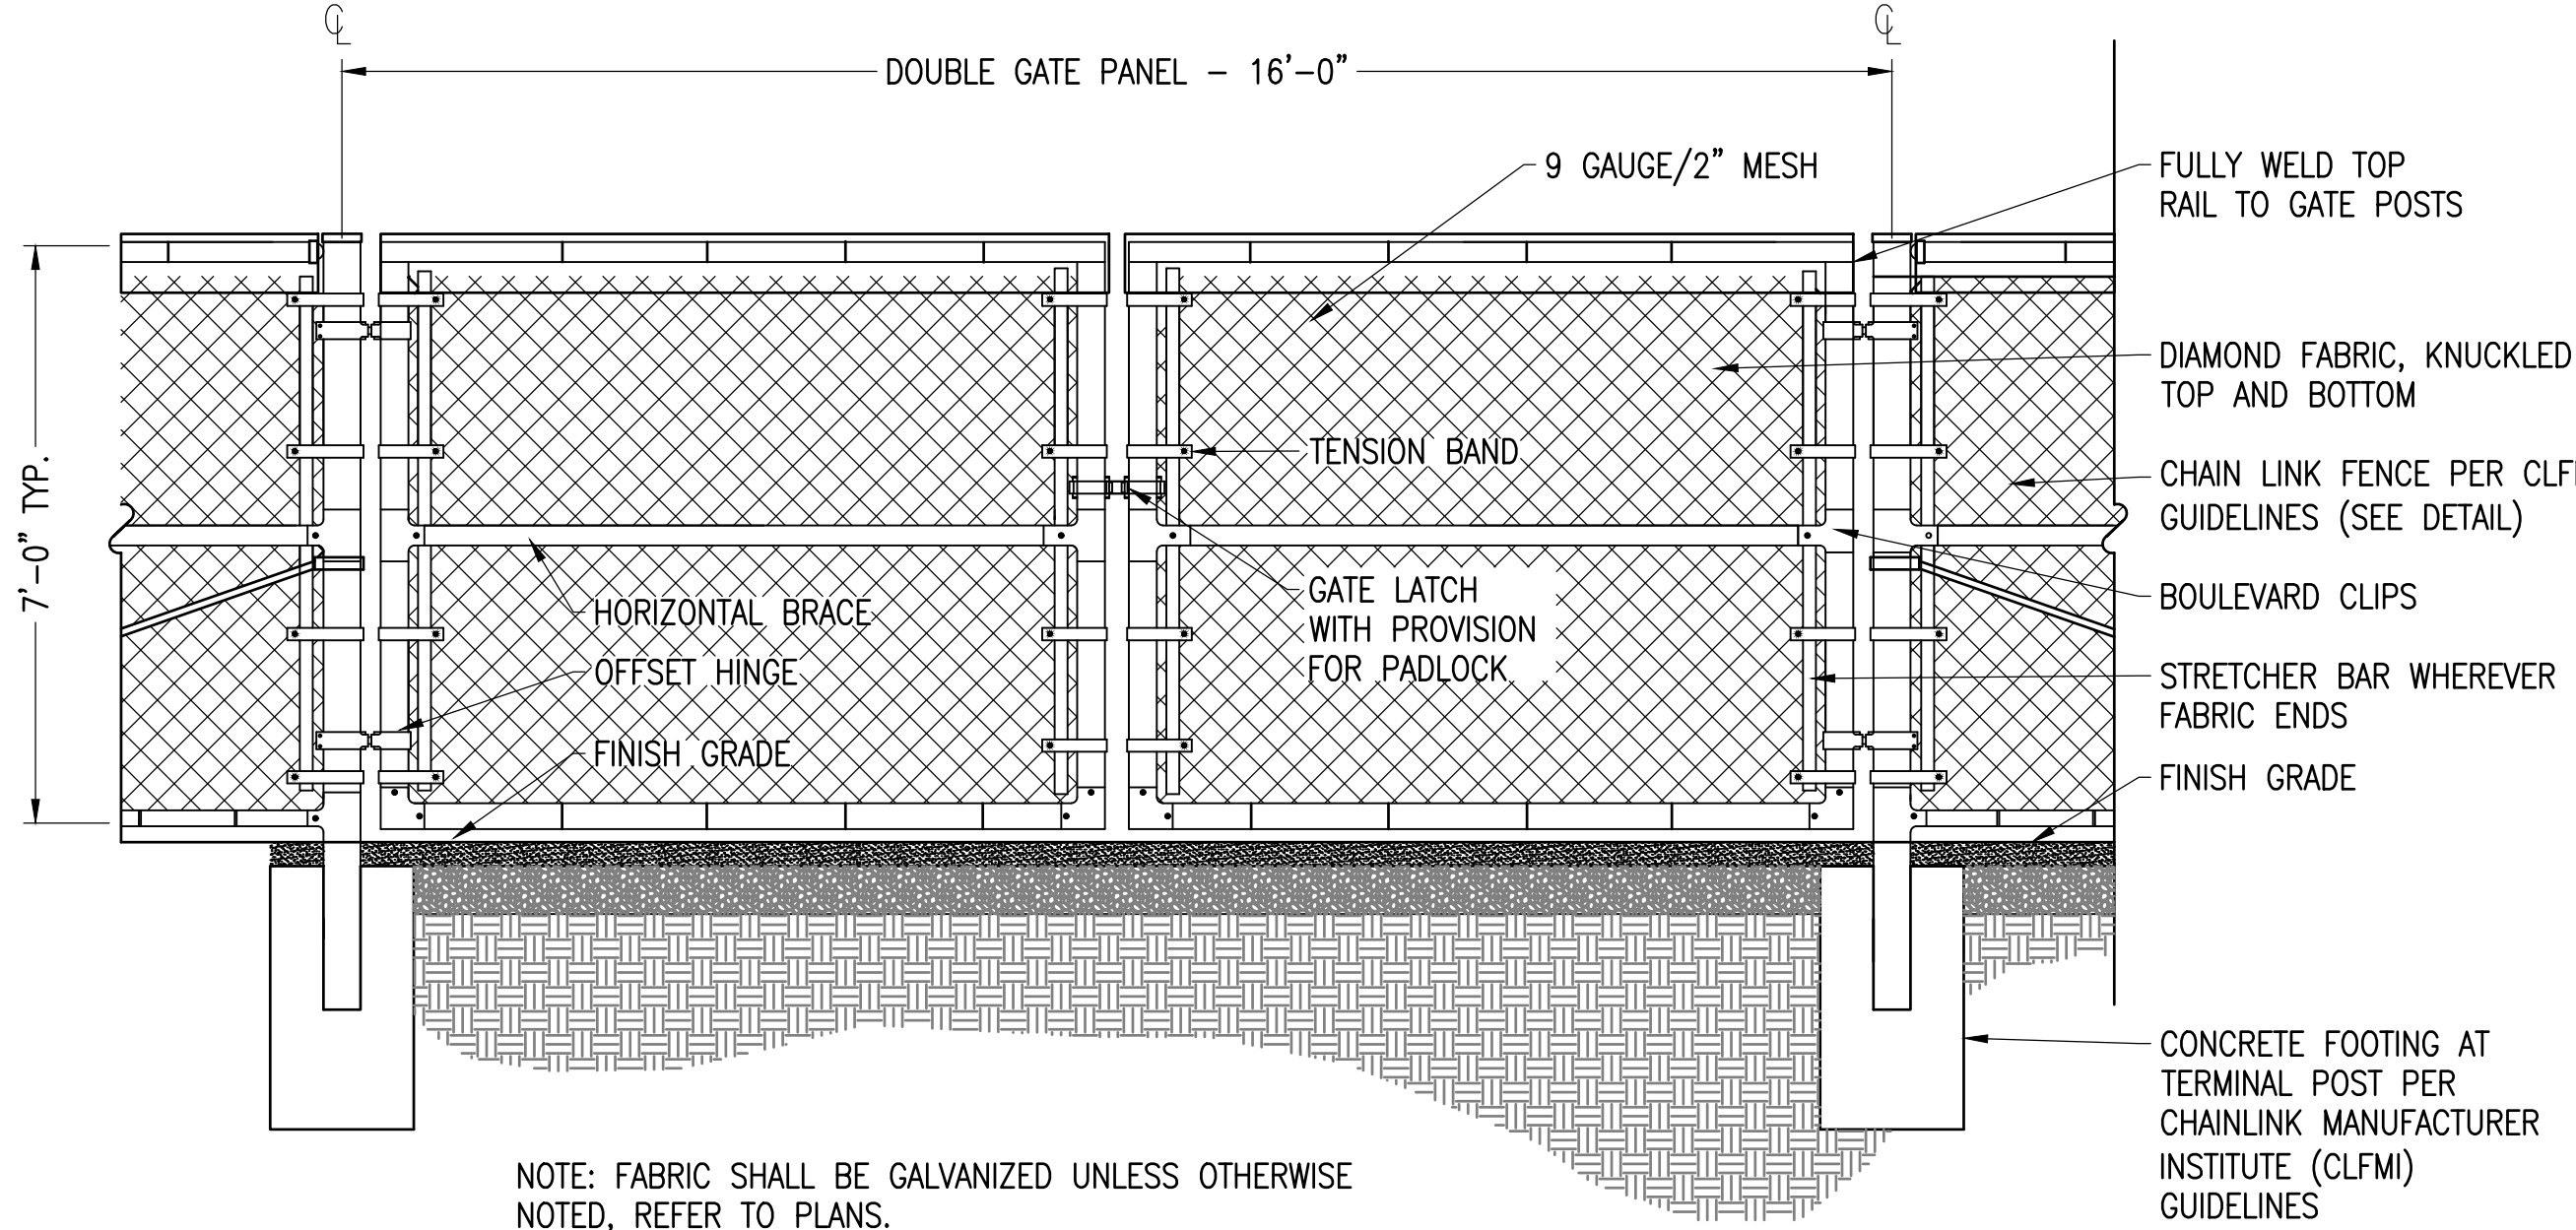 ℄
℄
DOUBLE GATE PANEL - 16'-0"
9 GAUGE/2" MESH
FULLY WELD TOP
RAIL TO GATE POSTS
DIAMOND FABRIC, KNUCKLED
TOP AND BOTTOM
TENSION BAND
CHAIN LINK FENCE PER
GUIDELINES (SEE DETAIL)
7'-0" TYP.
HORIZONTAL BRACE
GATE LATCH
WITH PROVISION
FOR PADLOCK
BOULEVARD CLIPS
OFFSET HINGE
STRETCHER BAR WHEREVER
FABRIC ENDS
FINISH GRADE
FINISH GRADE
CONCRETE FOOTING AT
TERMINAL POST PER
CHAINLINK MANUFACTURER
INSTITUTE (CLFMI)
GUIDELINES
NOTE: FABRIC SHALL BE GALVANIZED UNLESS OTHERWISE
NOTED, REFER TO PLANS.